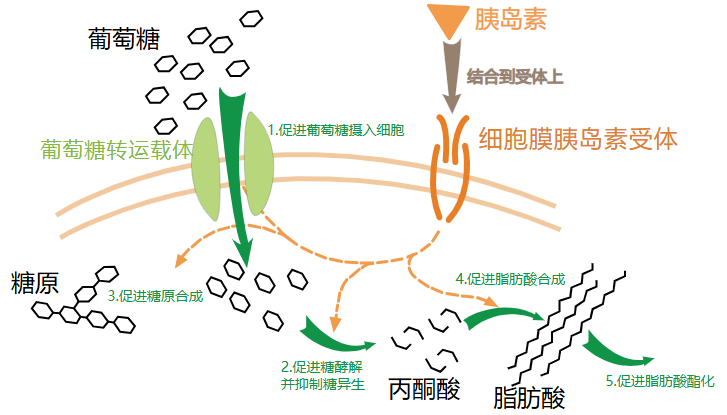 葡萄糖
胰岛素
结合到受体上
1.促进葡萄糖摄入细胞
葡萄糖转运载体
细胞膜胰岛素受体
糖原
3.促进糖原合成
4.促进脂肪酸合成
2.促进糖酵解
并抑制糖异生
丙酮酸
脂肪酸
5.促进脂肪酸酯化